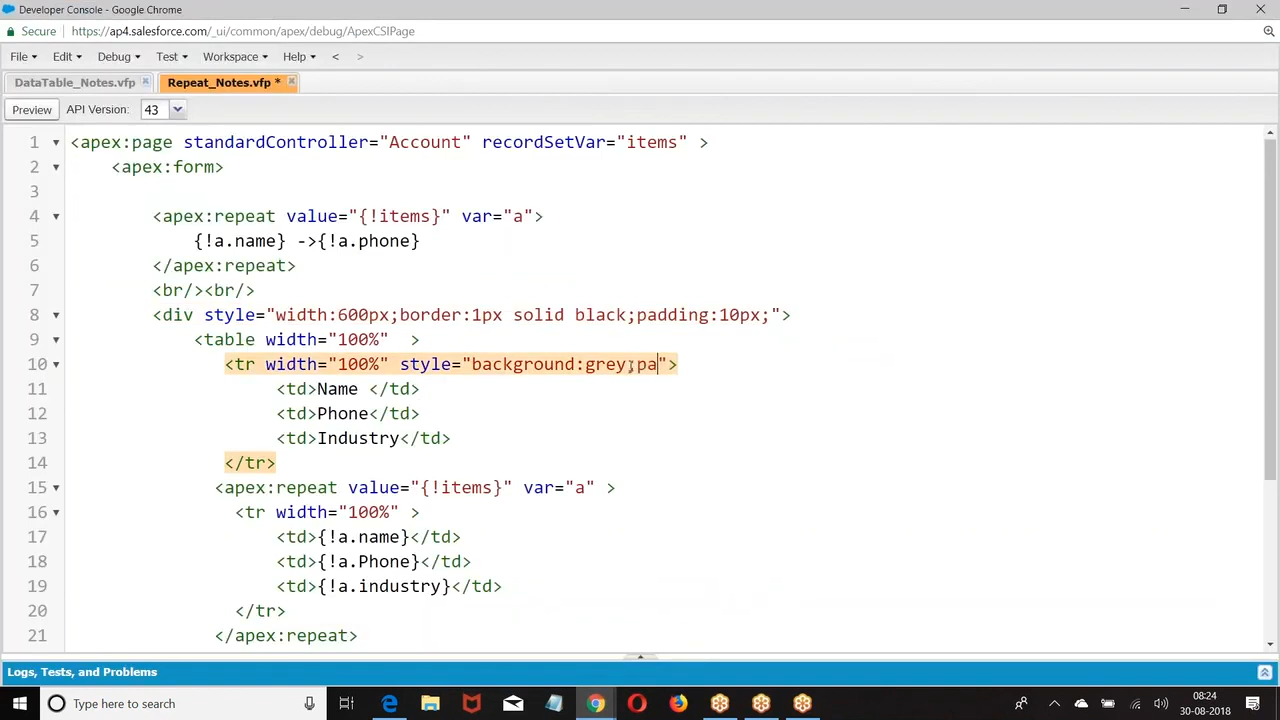 Developer Console - Google Chrome
Secure https://ap4.salesforce.com/_ui/common/apex/debug/ApexCSIPage
File Edit Debug Test Workspace Help < >
DataTable_Notes.vfp Repeat_Notes.vfp *
Preview API Version: 43
1 <apex:page standardController="Account" recordSetVar="items" >
2 <apex:form>
3
4 <apex:repeat value="{!items}" var="a">
5 {!a.name} ->{!a.phone}
6 </apex:repeat>
7 <br/><br/>
8 <div style="width:600px;border:1px solid black;padding:10px;">
9 <table width="100%" >
10 <tr width="100%" style="background:grey;pa">
11 <td>Name </td>
12 <td>Phone</td>
13 <td>Industry</td>
14 </tr>
15 <apex:repeat value="{!items}" var="a" >
16 <tr width="100%" >
17 <td>{!a.name}</td>
18 <td>{!a.Phone}</td>
19 <td>{!a.industry}</td>
20 </tr>
21 </apex:repeat>
Logs, Tests, and Problems
Type here to search
08:24
30-08-2018